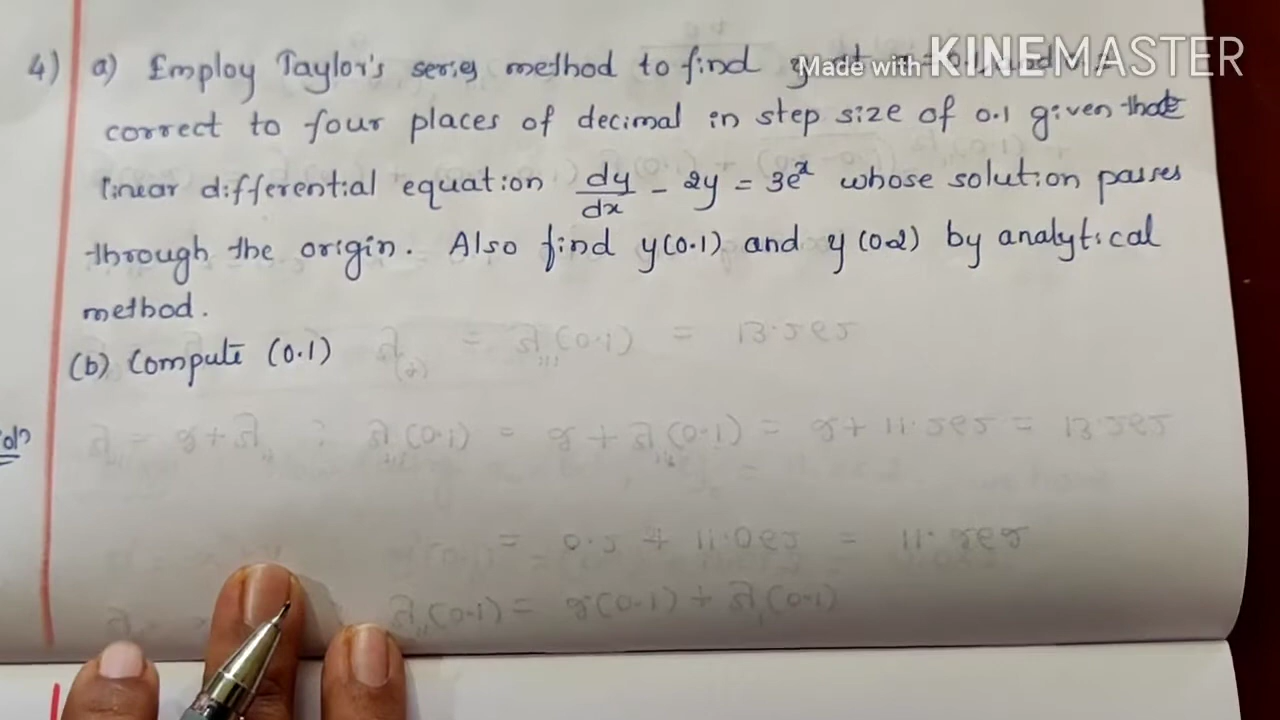 4) a) Employ Taylor's series method to find y at
Made with KINEMASTER
correct to four places of decimal in step size of 0.1 given that
linear differential equation dy/dx - 2y = 3e^x whose solution passes
through the origin. Also find y(0.1) and y(0.2) by analytical
method.
(b) Compute (0.1)